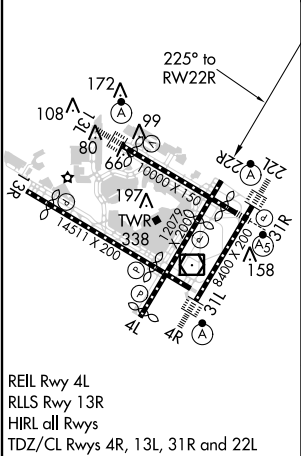 225° to
RW22R
172
A
108
99
13L
80
660
10000 X 150
22R
22L
A
13R
P
197
TWR
338
12079 X 200
P
P
31R
A5
158
14511 X 200
P
8400 X 200
31L
4L
4R
A
REIL Rwy 4L
RLLS Rwy 13R
HIRL all Rwys
TDZ/CL Rwys 4R, 13L, 31R and 22L